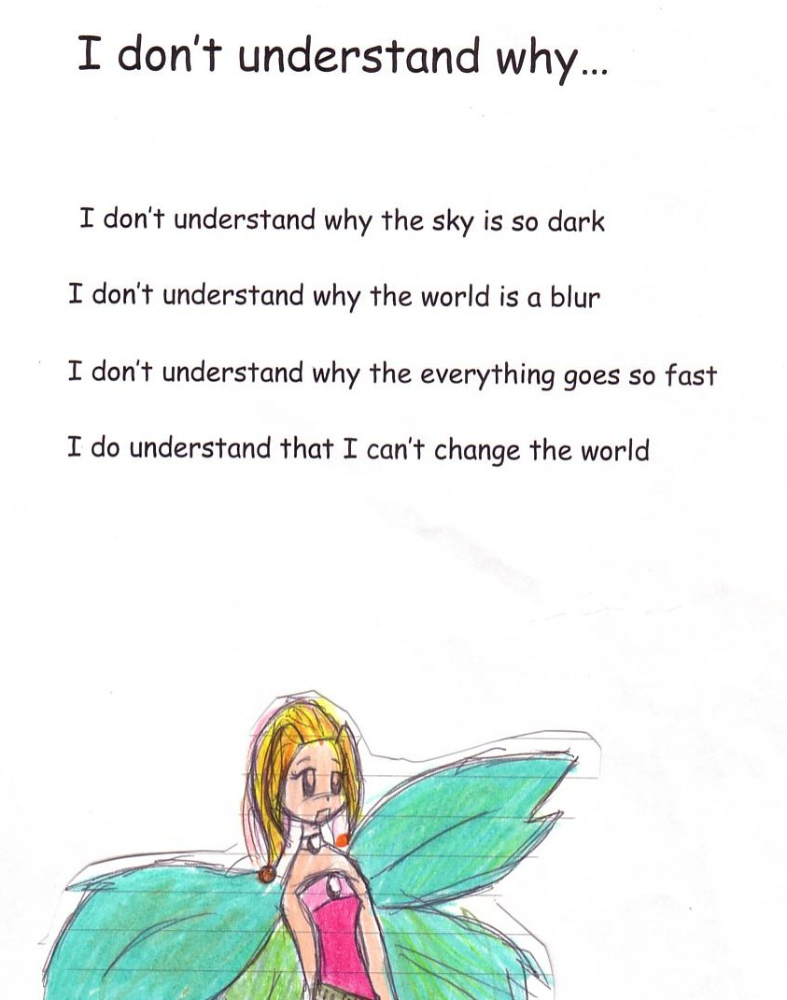 I don't understand why...
I don't understand why the sky is so dark
I don't understand why the world is a blur
I don't understand why the everything goes so fast
I do understand that I can't change the world